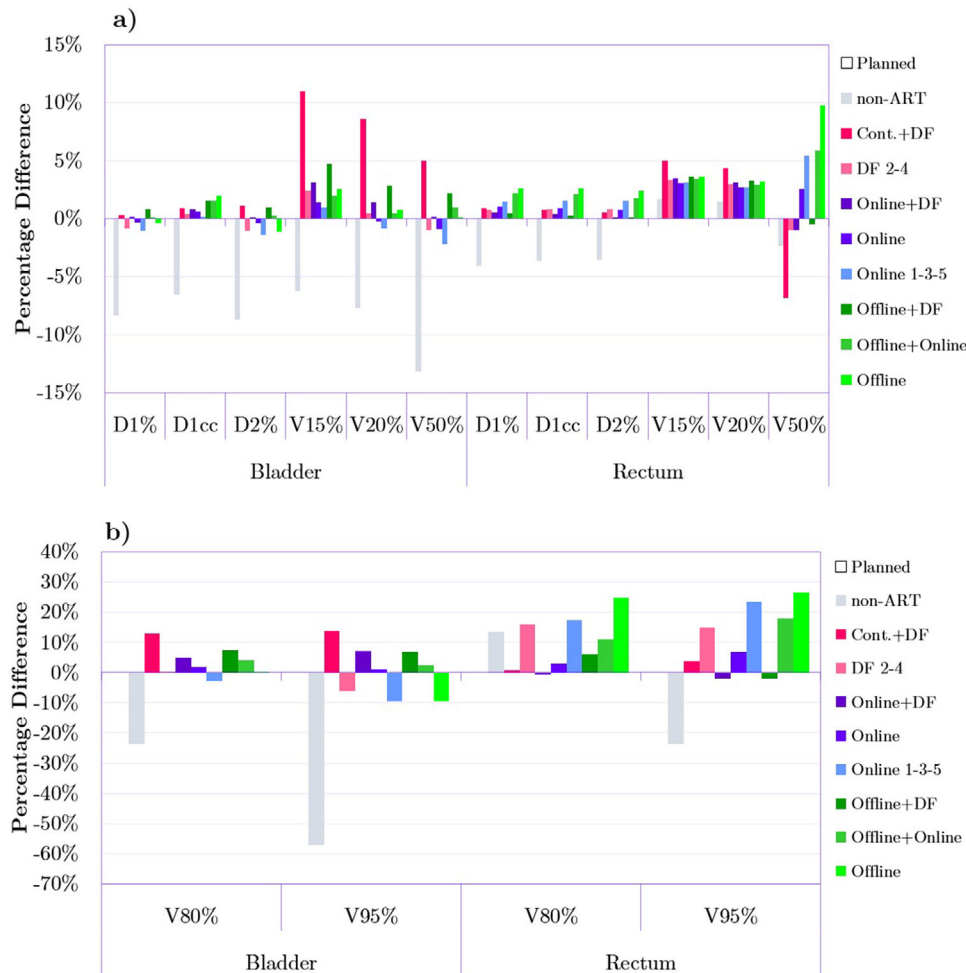 a)
Percentage Difference
15%
10%
5%
0%
-5%
-10%
-15%
D1% D1cc D2% V15% V20% V50% D1% D1cc D2% V15% V20% V50%
Bladder Rectum
Planned
non-ART
Cont.+DF
DF 2-4
Online+DF
Online
Online 1-3-5
Offline+DF
Offline+Online
Offline
b)
Percentage Difference
40%
30%
20%
10%
0%
-10%
-20%
-30%
-40%
-50%
-60%
-70%
V80% V95% V80% V95%
Bladder Rectum
Planned
non-ART
Cont.+DF
DF 2-4
Online+DF
Online
Online 1-3-5
Offline+DF
Offline+Online
Offline